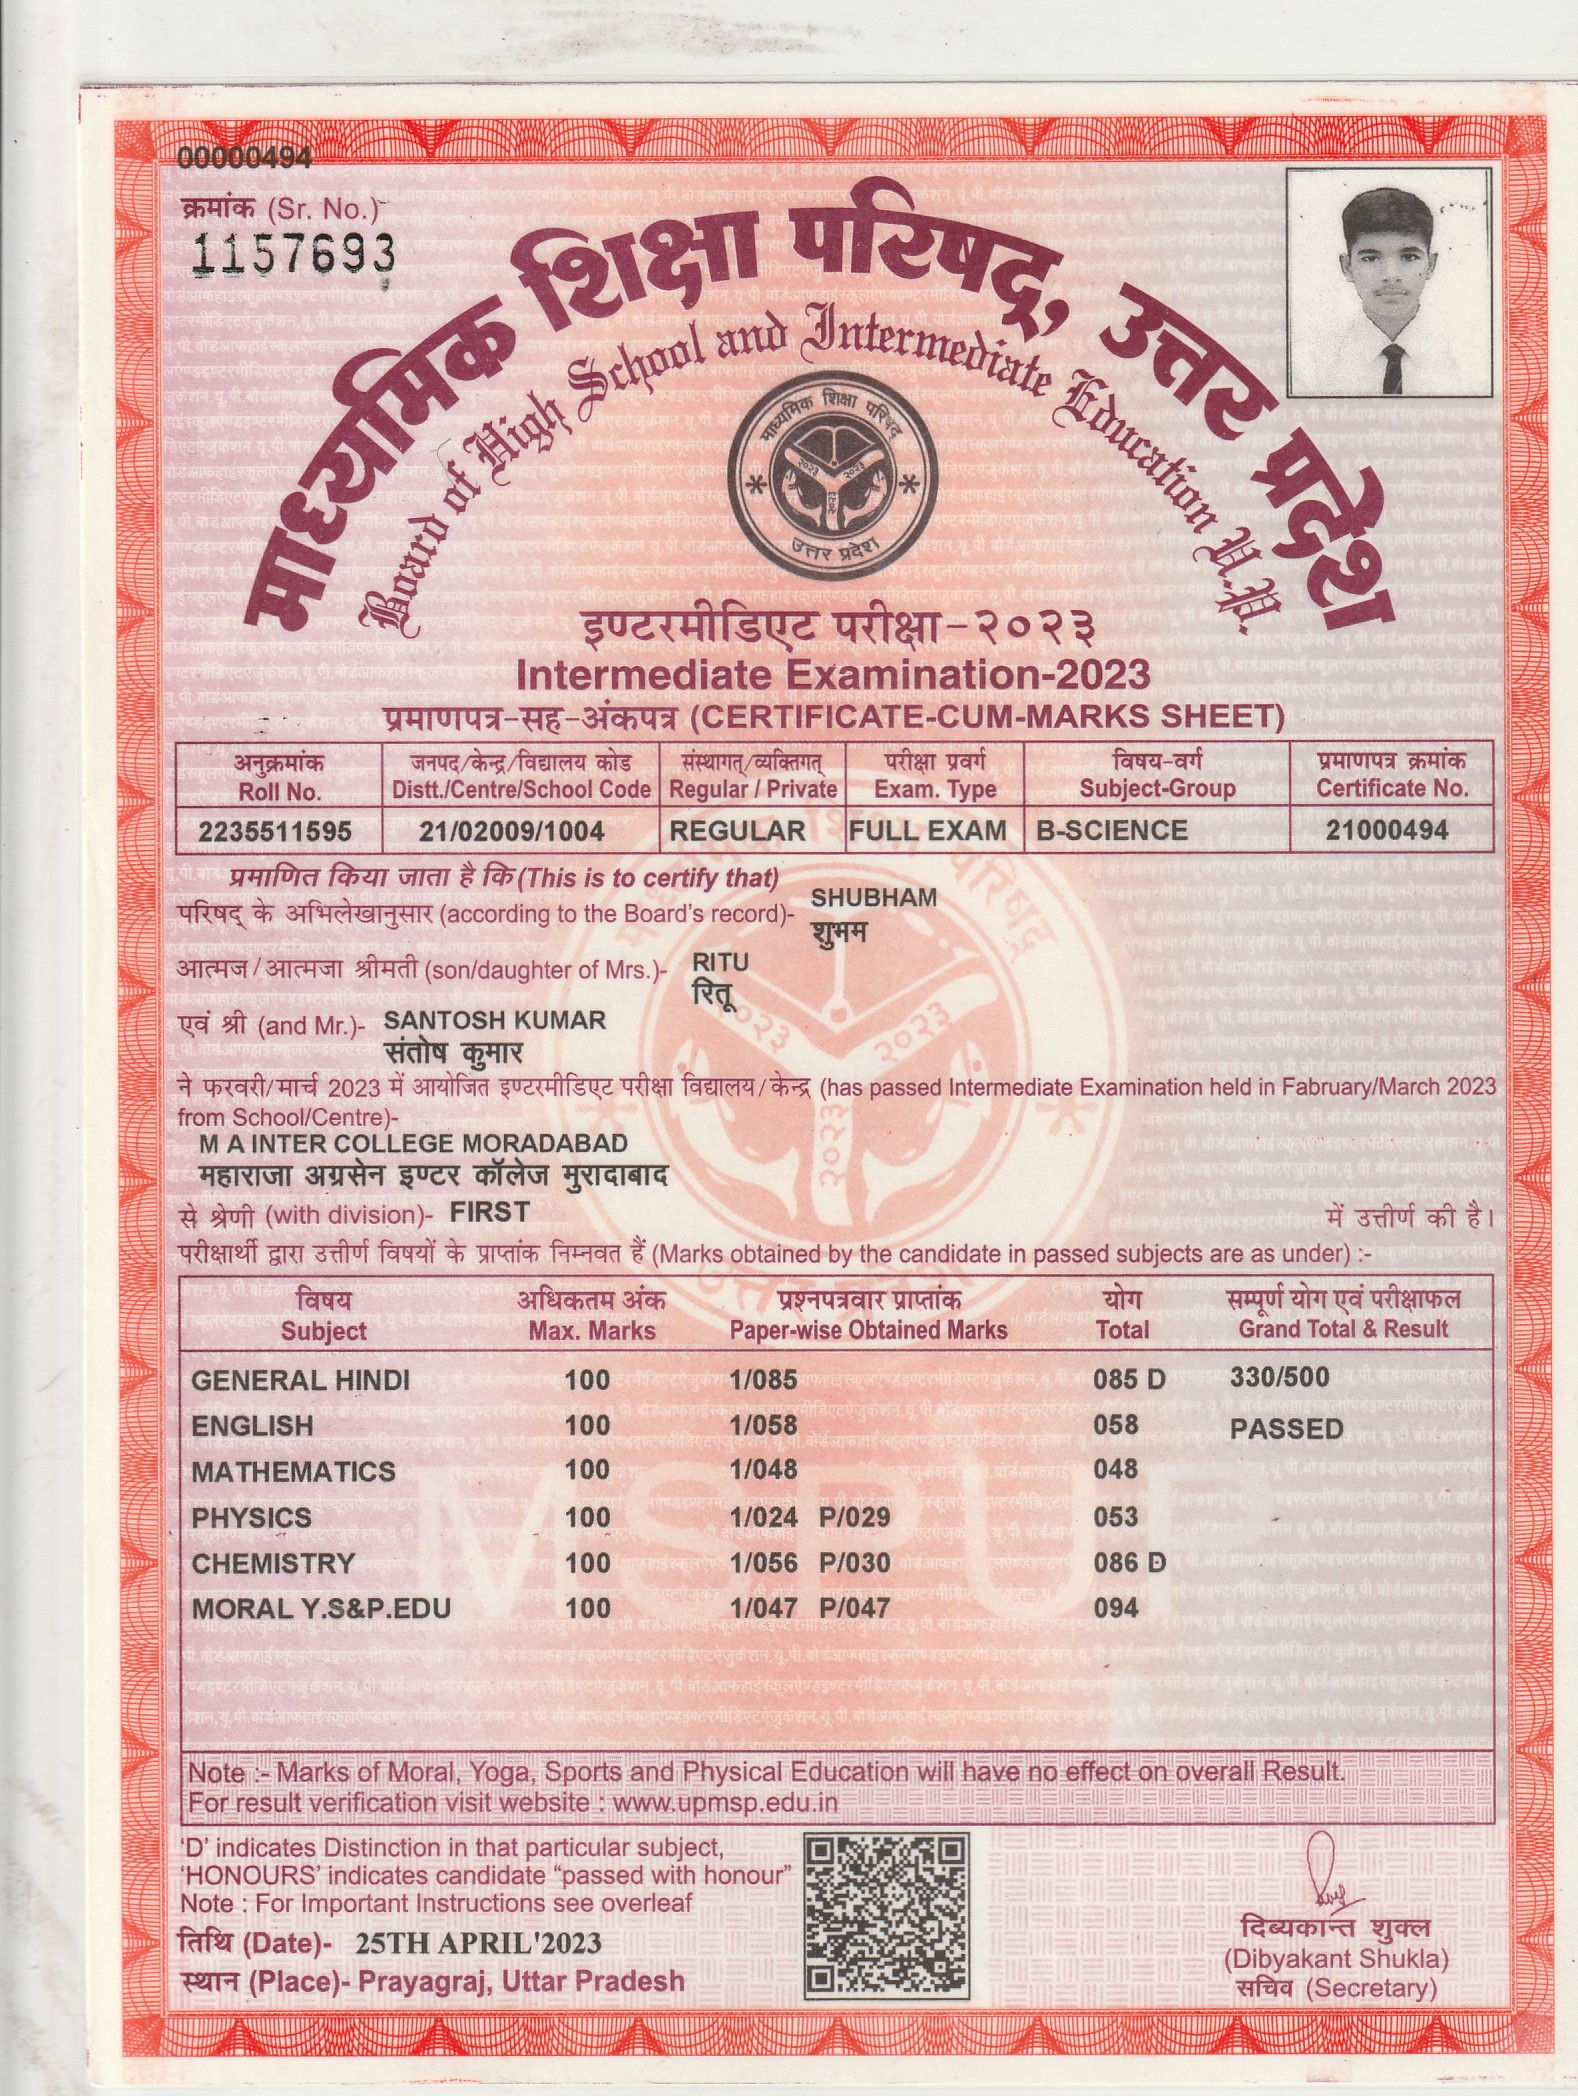 00000494
क्रमांक (Sr. No.)
1157693
माध्यमिक शिक्षा परिषद्, उत्तर प्रदेश
Board of High School and Intermediate Education U.P.
माध्यमिक शिक्षा परिषद्
२०२३ २०२३
२०२३
उत्तर प्रदेश
इण्टरमीडिएट परीक्षा-२०२३
Intermediate Examination-2023
प्रमाणपत्र-सह-अंकपत्र (CERTIFICATE-CUM-MARKS SHEET)
अनुक्रमांक जनपद/केन्द्र/विद्यालय कोड संस्थागत्/व्यक्तिगत् परीक्षा प्रवर्ग विषय-वर्ग प्रमाणपत्र क्रमांक
Roll No. Distt./Centre/School Code Regular / Private Exam. Type Subject-Group Certificate No.
2235511595 21/02009/1004 REGULAR FULL EXAM B-SCIENCE 21000494
प्रमाणित किया जाता है कि (This is to certify that)
परिषद् के अभिलेखानुसार (according to the Board's record)- SHUBHAM
शुभम
आत्मज/आत्मजा श्रीमती (son/daughter of Mrs.)- RITU
रितू
एवं श्री (and Mr.)- SANTOSH KUMAR
संतोष कुमार
ने फरवरी/मार्च 2023 में आयोजित इण्टरमीडिएट परीक्षा विद्यालय/केन्द्र (has passed Intermediate Examination held in Fabruary/March 2023
from School/Centre)-
M A INTER COLLEGE MORADABAD
महाराजा अग्रसेन इण्टर कॉलेज मुरादाबाद
से श्रेणी (with division)- FIRST में उत्तीर्ण की है।
परीक्षार्थी द्वारा उत्तीर्ण विषयों के प्राप्तांक निम्नवत हैं (Marks obtained by the candidate in passed subjects are as under) :-
विषय अधिकतम अंक प्रश्नपत्रवार प्राप्तांक योग सम्पूर्ण योग एवं परीक्षाफल
Subject Max. Marks Paper-wise Obtained Marks Total Grand Total & Result
GENERAL HINDI 100 1/085 085 D 330/500
ENGLISH 100 1/058 058 PASSED
MATHEMATICS 100 1/048 048
PHYSICS 100 1/024 P/029 053
CHEMISTRY 100 1/056 P/030 086 D
MORAL Y.S&P.EDU 100 1/047 P/047 094
MSPUP
Note :- Marks of Moral, Yoga, Sports and Physical Education will have no effect on overall Result.
For result verification visit website : www.upmsp.edu.in
'D' indicates Distinction in that particular subject,
'HONOURS' indicates candidate "passed with honour"
Note : For Important Instructions see overleaf
तिथि (Date)- 25TH APRIL'2023
स्थान (Place)- Prayagraj, Uttar Pradesh
दिब्यकान्त शुक्ल
(Dibyakant Shukla)
सचिव (Secretary)